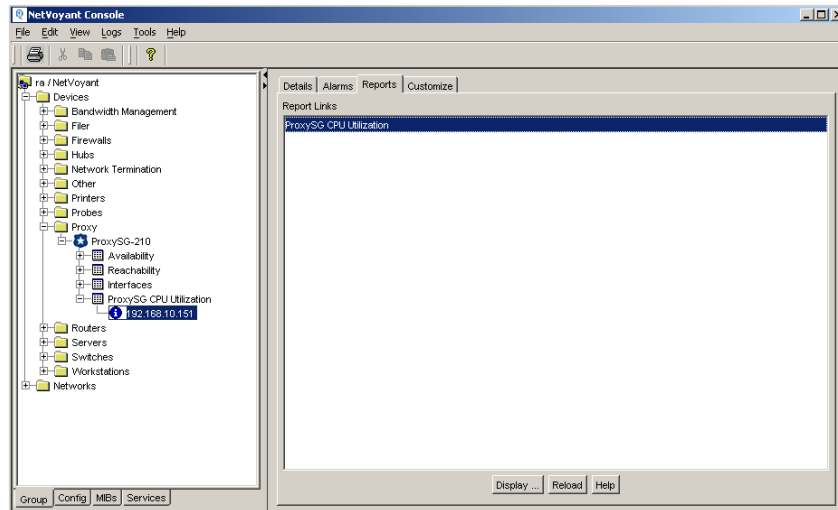 NetVoyant Console
File Edit View Logs Tools Help
ra / NetVoyant
Devices
Bandwidth Management
Filer
Firewalls
Hubs
Network Termination
Other
Printers
Probes
Proxy
ProxySG-210
Availability
Reachability
Interfaces
ProxySG CPU Utilization
192.168.10.151
Routers
Servers
Switches
Workstations
Networks
Group Config MIBs Services
Details Alarms Reports Customize
Report Links
ProxySG CPU Utilization
Display ... Reload Help